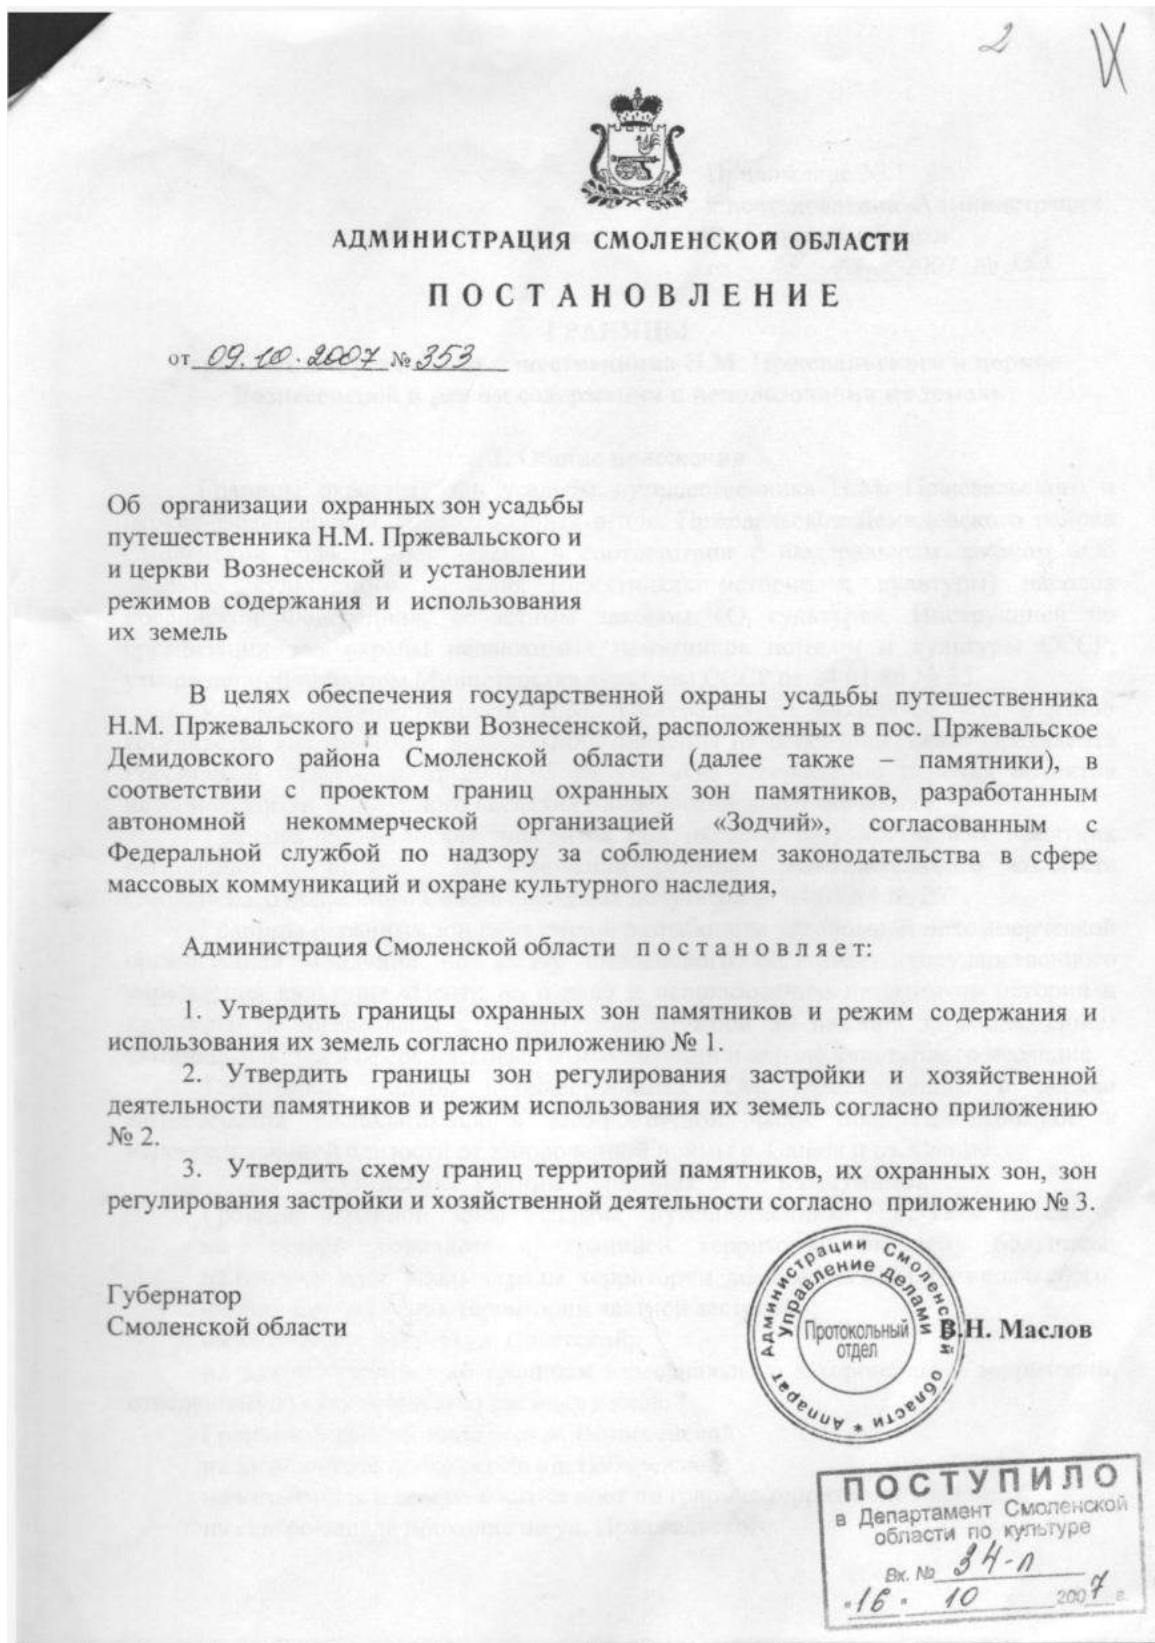 2
IX
АДМИНИСТРАЦИЯ СМОЛЕНСКОЙ ОБЛАСТИ
ПОСТАНОВЛЕНИЕ
от 09.10.2007 № 353
Об организации охранных зон усадьбы
путешественника Н.М. Пржевальского и
и церкви Вознесенской и установлении
режимов содержания и использования
их земель
В целях обеспечения государственной охраны усадьбы путешественника
Н.М. Пржевальского и церкви Вознесенской, расположенных в пос. Пржевальское
Демидовского района Смоленской области (далее также – памятники), в
соответствии с проектом границ охранных зон памятников, разработанным
автономной некоммерческой организацией «Зодчий», согласованным с
Федеральной службой по надзору за соблюдением законодательства в сфере
массовых коммуникаций и охране культурного наследия,
Администрация Смоленской области п о с т а н о в л я е т:
1. Утвердить границы охранных зон памятников и режим содержания и
использования их земель согласно приложению № 1.
2. Утвердить границы зон регулирования застройки и хозяйственной
деятельности памятников и режим использования их земель согласно приложению
№ 2.
3. Утвердить схему границ территорий памятников, их охранных зон, зон
регулирования застройки и хозяйственной деятельности согласно приложению № 3.
Губернатор
Смоленской области
В.Н. Маслов
Аппарат Администрации Смоленской области *
Управление делами
Протокольный
отдел
ПОСТУПИЛО
в Департамент Смоленской
области по культуре
Вх. № 34-п
"16" 10 2007 г.